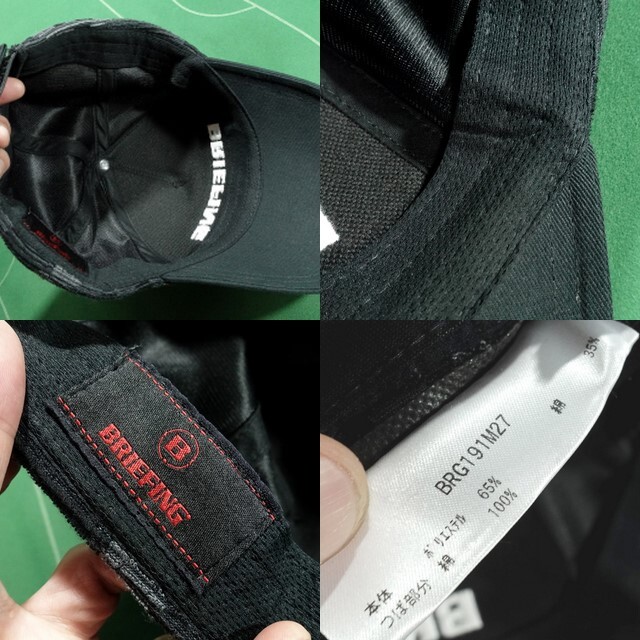 BRIEFING
B
BRIEFING
BRG191M27
本体 ポリエステル 65%
綿 35%
つば部分 綿 100%